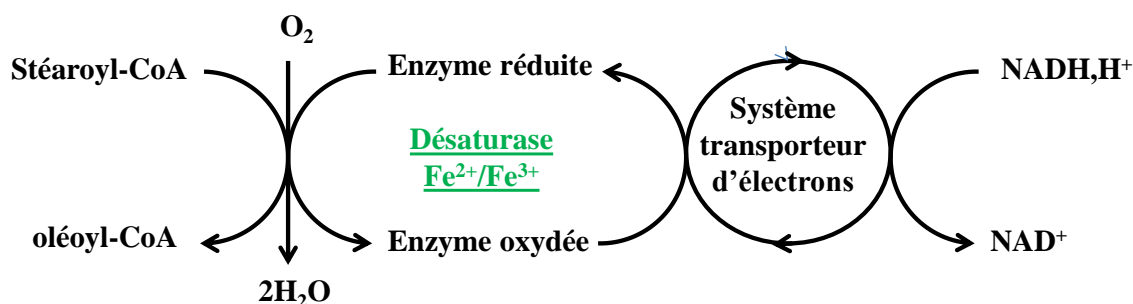 O₂
Stéaroyl-CoA
Enzyme réduite
NADH,H⁺
Désaturase
Fe²⁺/Fe³⁺
Système
transporteur
d'électrons
oléoyl-CoA
Enzyme oxydée
NAD⁺
2H₂O